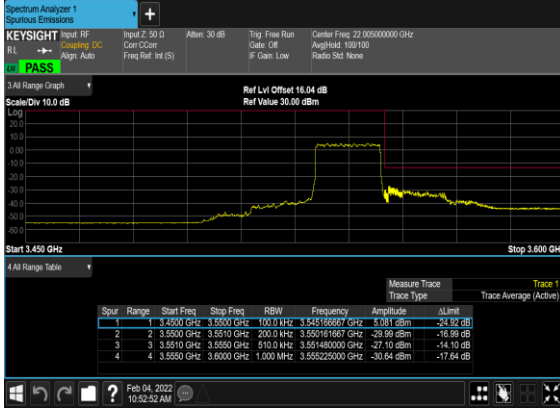 Spectrum Analyzer 1
Spurious Emissions
+
KEYSIGHT Input: RF Input Z: 50 Ω Atten: 30 dB Trig: Free Run Center Freq: 22.005000000 GHz
RL Coupling: DC Corr CCorr Gate: Off Avg|Hold: 100/100
Align: Auto Freq Ref: Int (S) IF Gain: Low Radio Std: None
PASS
3 All Range Graph
Ref Lvl Offset 16.04 dB
Scale/Div 10.0 dB Ref Value 30.00 dBm
Log
20.0
10.0
0.00
-10.0
-20.0
-30.0
-40.0
-50.0
-60.0
Start 3.450 GHz Stop 3.600 GH
4 All Range Table
Measure Trace Trace 1
Trace Type Trace Average (Active)
Spur Range Start Freq Stop Freq RBW Frequency Amplitude ΔLimit
1 1 3.4500 GHz 3.5500 GHz 100.0 kHz 3.545166667 GHz 5.081 dBm -24.92 dB
2 2 3.5500 GHz 3.5510 GHz 200.0 kHz 3.550161667 GHz -29.99 dBm -16.99 dB
3 3 3.5510 GHz 3.5550 GHz 510.0 kHz 3.551480000 GHz -27.10 dBm -14.10 dB
4 4 3.5550 GHz 3.6000 GHz 1.000 MHz 3.555225000 GHz -30.64 dBm -17.64 dB
? Feb 04, 2022
10:52:52 AM